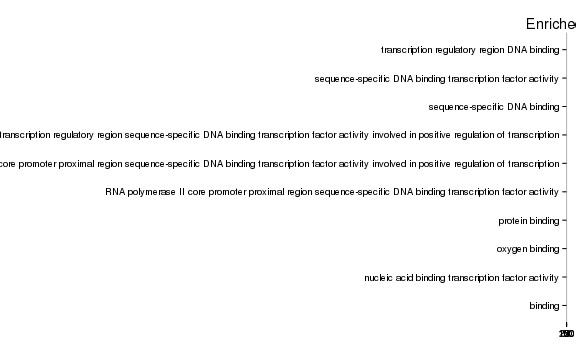 Enriche
transcription regulatory region DNA binding
sequence-specific DNA binding transcription factor activity
sequence-specific DNA binding
transcription regulatory region sequence-specific DNA binding transcription factor activity involved in positive regulation of transcription
core promoter proximal region sequence-specific DNA binding transcription factor activity involved in positive regulation of transcription
RNA polymerase II core promoter proximal region sequence-specific DNA binding transcription factor activity
protein binding
oxygen binding
nucleic acid binding transcription factor activity
binding